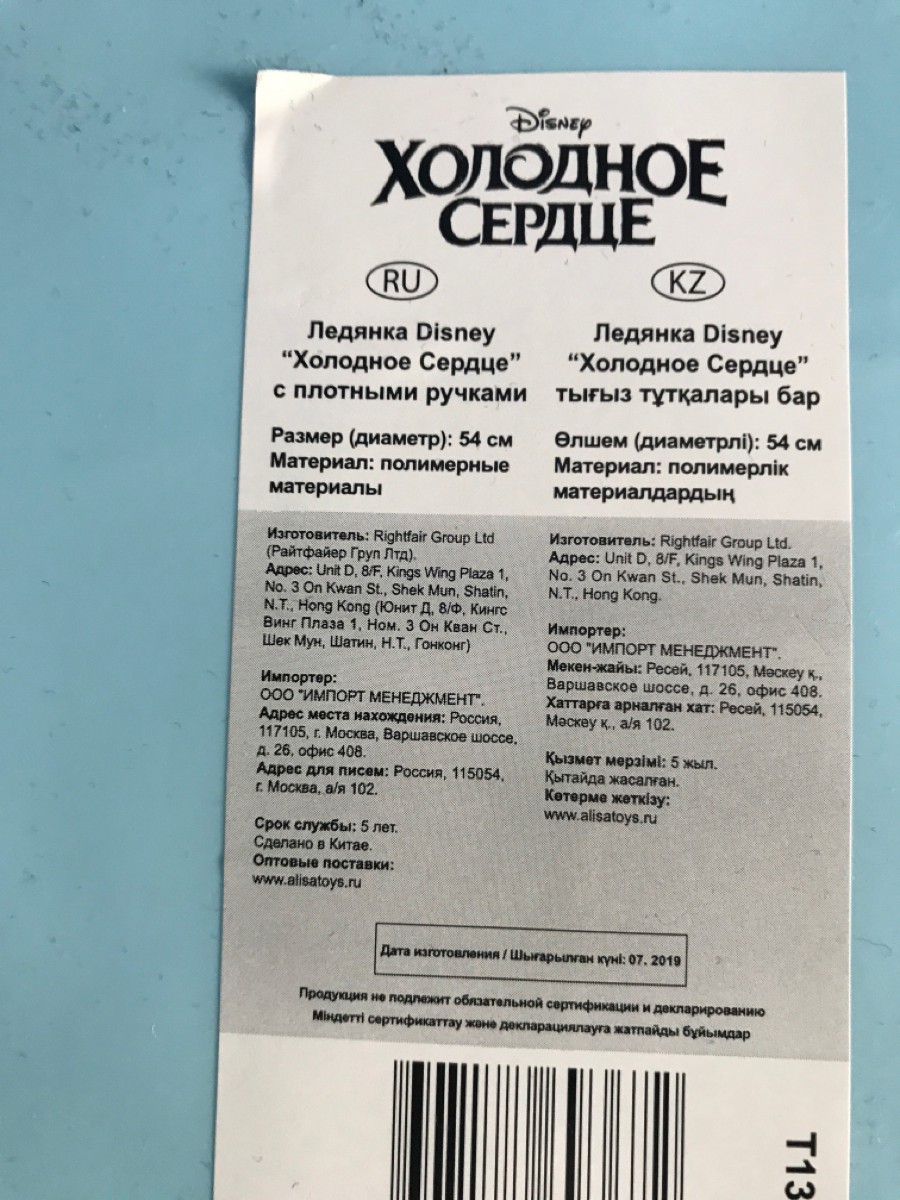 Disney
ХОЛОДНОЕ
СЕРДЦЕ
RU
Ледянка Disney
“Холодное Сердце”
с плотными ручками
Размер (диаметр): 54 см
Материал: полимерные
материалы
Изготовитель: Rightfair Group Ltd
(Райтфайер Груп Лтд).
Адрес: Unit D, 8/F, Kings Wing Plaza 1,
No. 3 On Kwan St., Shek Mun, Shatin,
N.T., Hong Kong (Юнит Д, 8/Ф, Кингс
Винг Плаза 1, Ном. 3 Он Кван Ст.,
Шек Мун, Шатин, Н.Т., Гонконг)
Импортер:
ООО "ИМПОРТ МЕНЕДЖМЕНТ".
Адрес места нахождения: Россия,
117105, г. Москва, Варшавское шоссе,
д. 26, офис 408.
Адрес для писем: Россия, 115054,
г. Москва, а/я 102.
Срок службы: 5 лет.
Сделано в Китае.
Оптовые поставки:
www.alisatoys.ru
KZ
Ледянка Disney
“Холодное Сердце”
тығыз тұтқалары бар
Өлшем (диаметрлі): 54 см
Материал: полимерлік
материалдардың
Изготовитель: Rightfair Group Ltd.
Адрес: Unit D, 8/F, Kings Wing Plaza 1,
No. 3 On Kwan St., Shek Mun, Shatin,
N.T., Hong Kong.
Импортер:
ООО "ИМПОРТ МЕНЕДЖМЕНТ".
Мекен-жайы: Ресей, 117105, Мәскеу қ.,
Варшавское шоссе, д. 26, офис 408.
Хаттарға арналған хат: Ресей, 115054,
Мәскеу қ., а/я 102.
Қызмет мерзімі: 5 жыл.
Қытайда жасалған.
Көтерме жеткізу:
www.alisatoys.ru
Дата изготовления / Шығарылған күні: 07. 2019
Продукция не подлежит обязательной сертификации и декларированию
Міндетті сертификаттау және декларациялауға жатпайды бұйымдар
T13